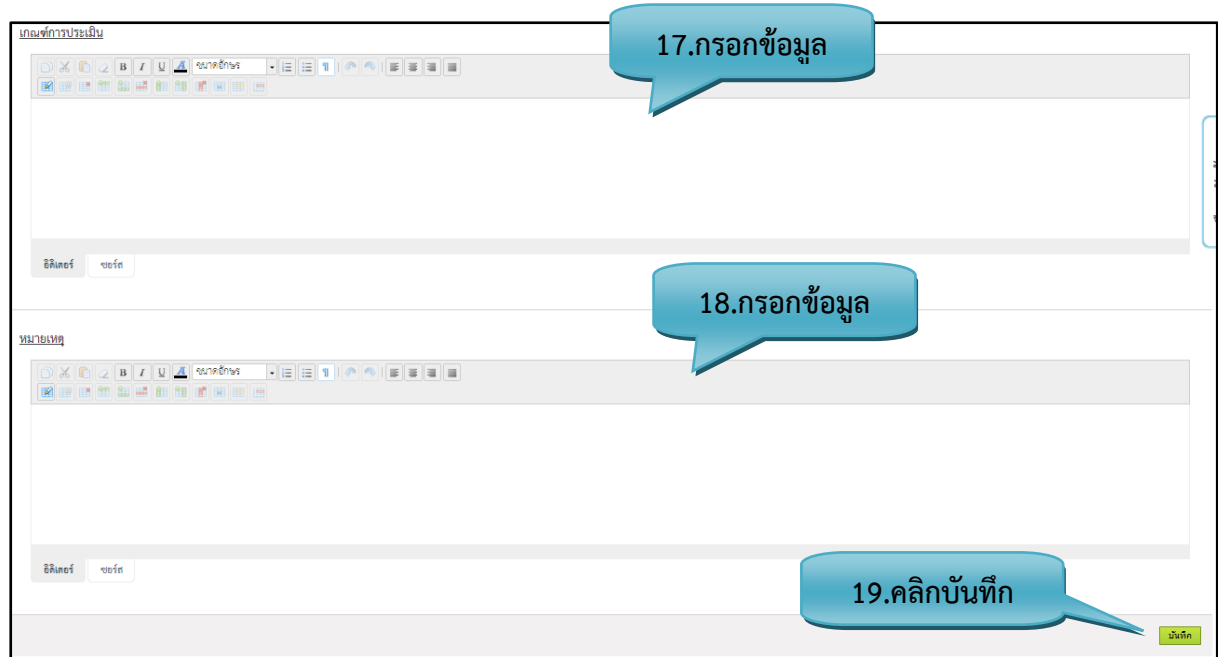 เกณฑ์การประเมิน
17.กรอกข้อมูล
B I U A ขนาดอักษร
อีดิเตอร์ ซอร์ส
18.กรอกข้อมูล
หมายเหตุ
B I U A ขนาดอักษร
อีดิเตอร์ ซอร์ส
19.คลิกบันทึก
บันทึก